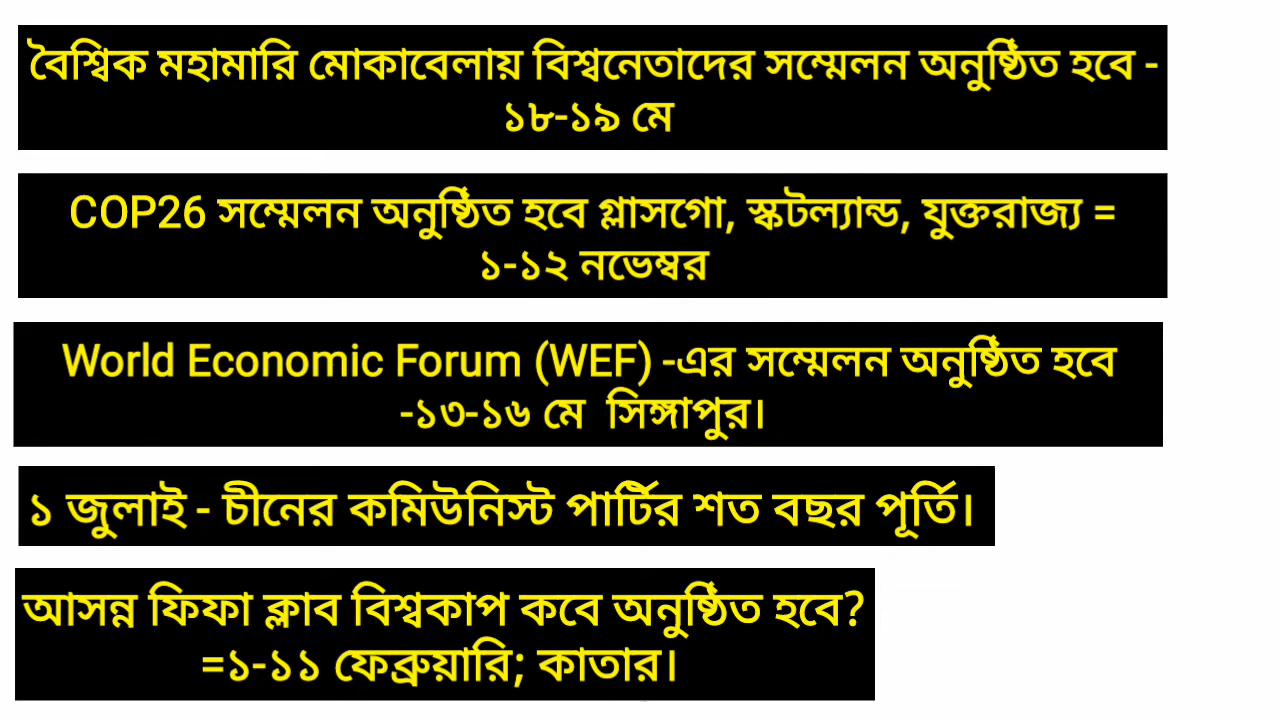 বৈশ্বিক মহামারি মোকাবেলায় বিশ্বনেতাদের সম্মেলন অনুষ্ঠিত হবে -
১৮-১৯ মে
COP26 সম্মেলন অনুষ্ঠিত হবে গ্লাসগো, স্কটল্যান্ড, যুক্তরাজ্য =
১-১২ নভেম্বর
World Economic Forum (WEF) -এর সম্মেলন অনুষ্ঠিত হবে
-১৩-১৬ মে সিঙ্গাপুর।
১ জুলাই - চীনের কমিউনিস্ট পার্টির শত বছর পূর্তি।
আসন্ন ফিফা ক্লাব বিশ্বকাপ কবে অনুষ্ঠিত হবে?
=১-১১ ফেব্রুয়ারি; কাতার।